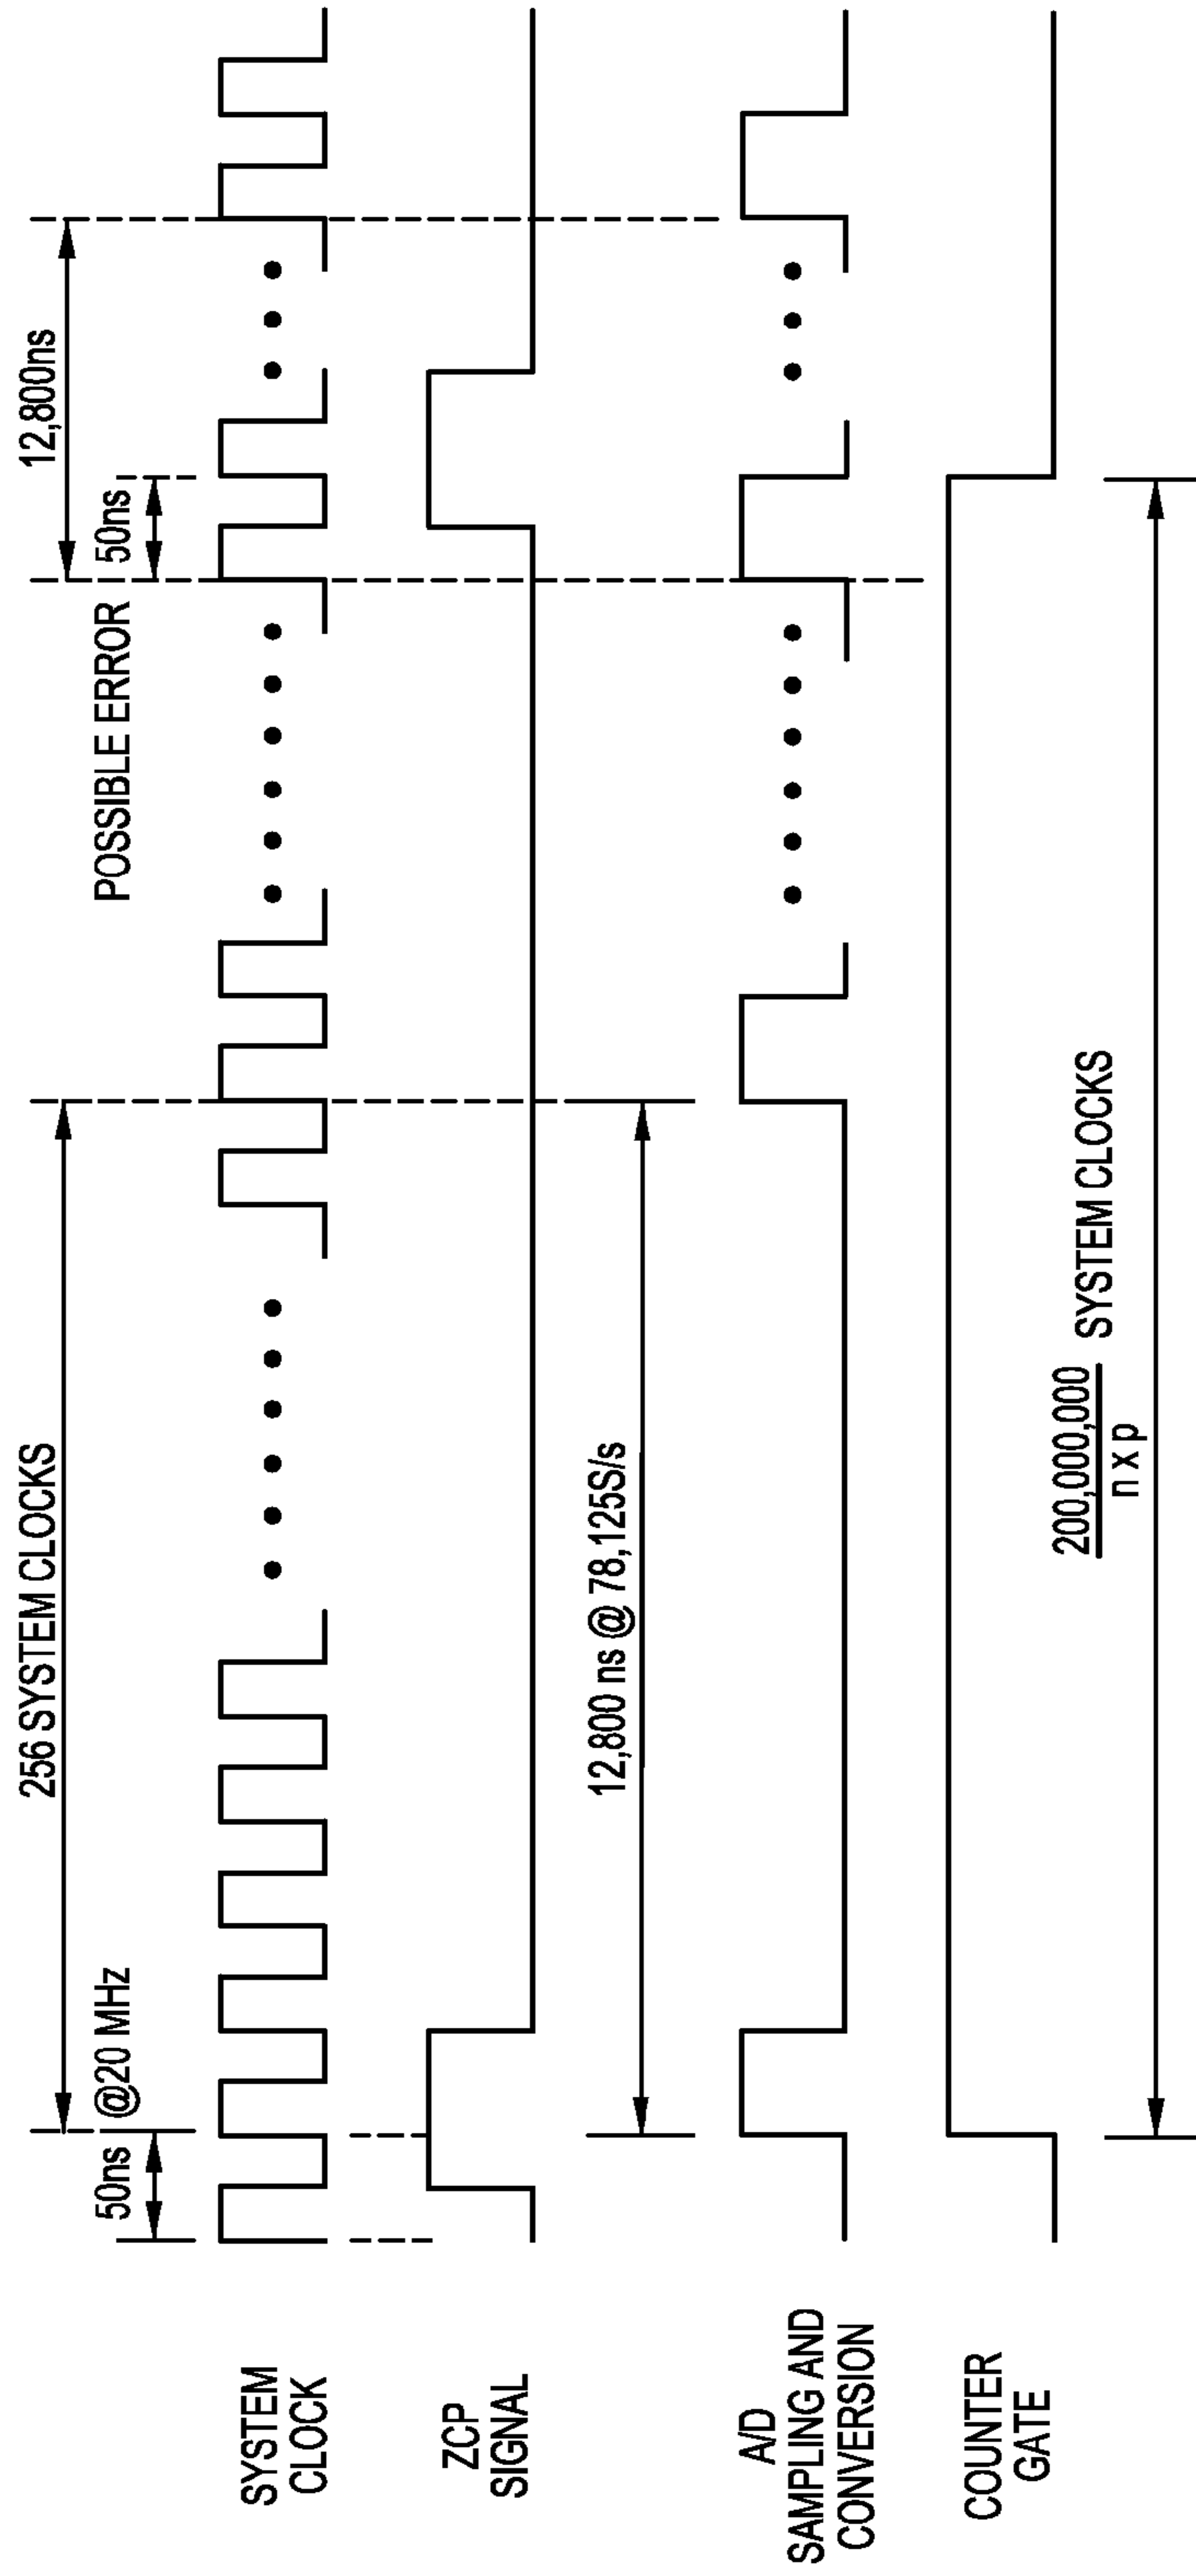 256 SYSTEM CLOCKS
12,800ns
50ns
@20 MHz
POSSIBLE ERROR
50ns
SYSTEM
CLOCK
ZCP
SIGNAL
12,800 ns @ 78,125S/s
A/D
SAMPLING AND
CONVERSION
COUNTER
GATE
200,000,000
n x p
SYSTEM CLOCKS